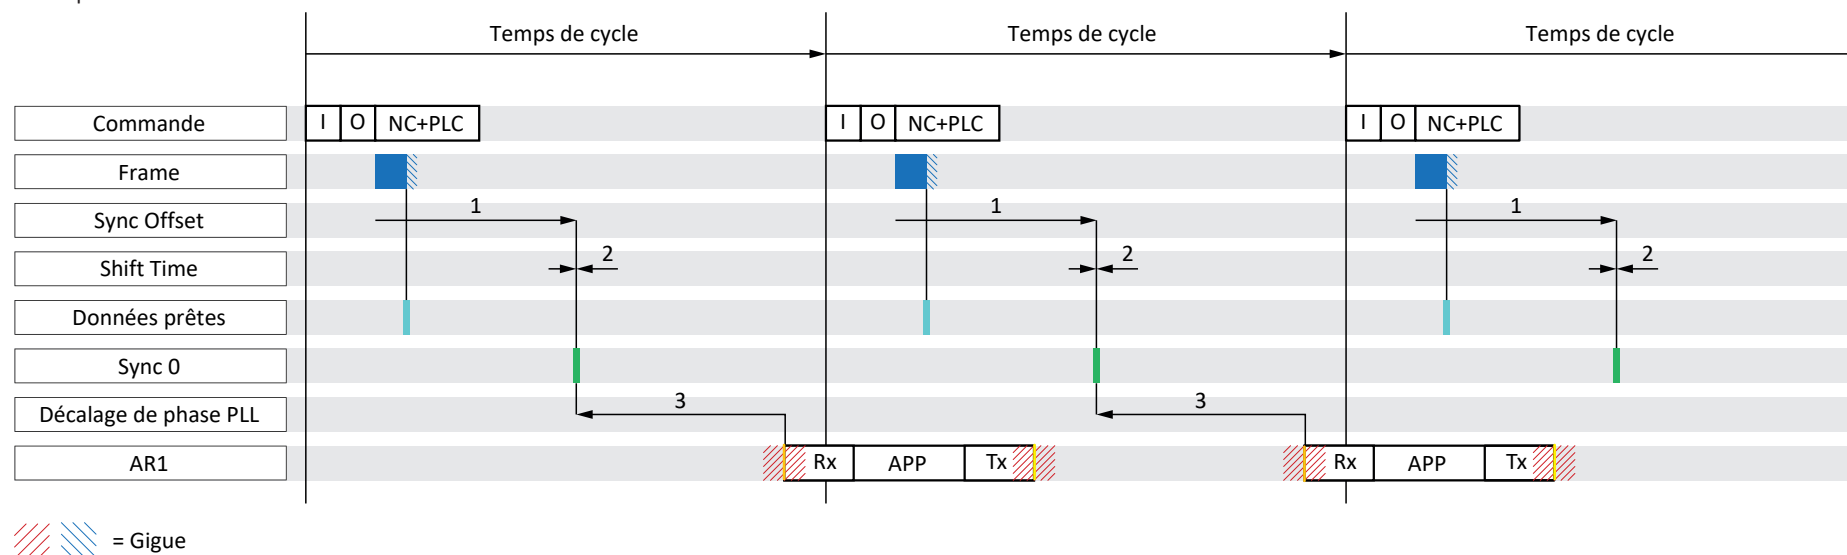 Temps de cycle Temps de cycle Temps de cycle
Commande I O NC+PLC I O NC+PLC I O NC+PLC
Frame
Sync Offset 1 1 1
Shift Time 2 2 2
Données prêtes
Sync 0
Décalage de phase PLL 3 3
AR1 Rx APP Tx Rx APP Tx
= Gigue